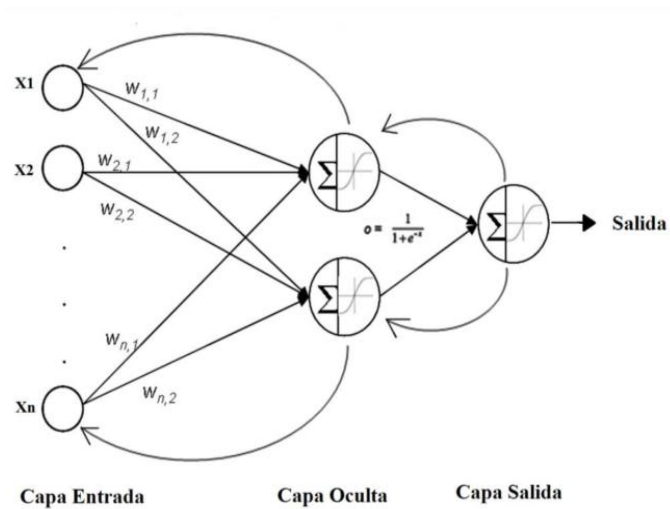 X1
W1,1
W1,2
X2
W2,1
W2,2
.
.
.
Wn,1
Wn,2
Xn
Σ
Σ
o = 1 / 1+e^-s
Σ
Salida
Capa Entrada
Capa Oculta
Capa Salida